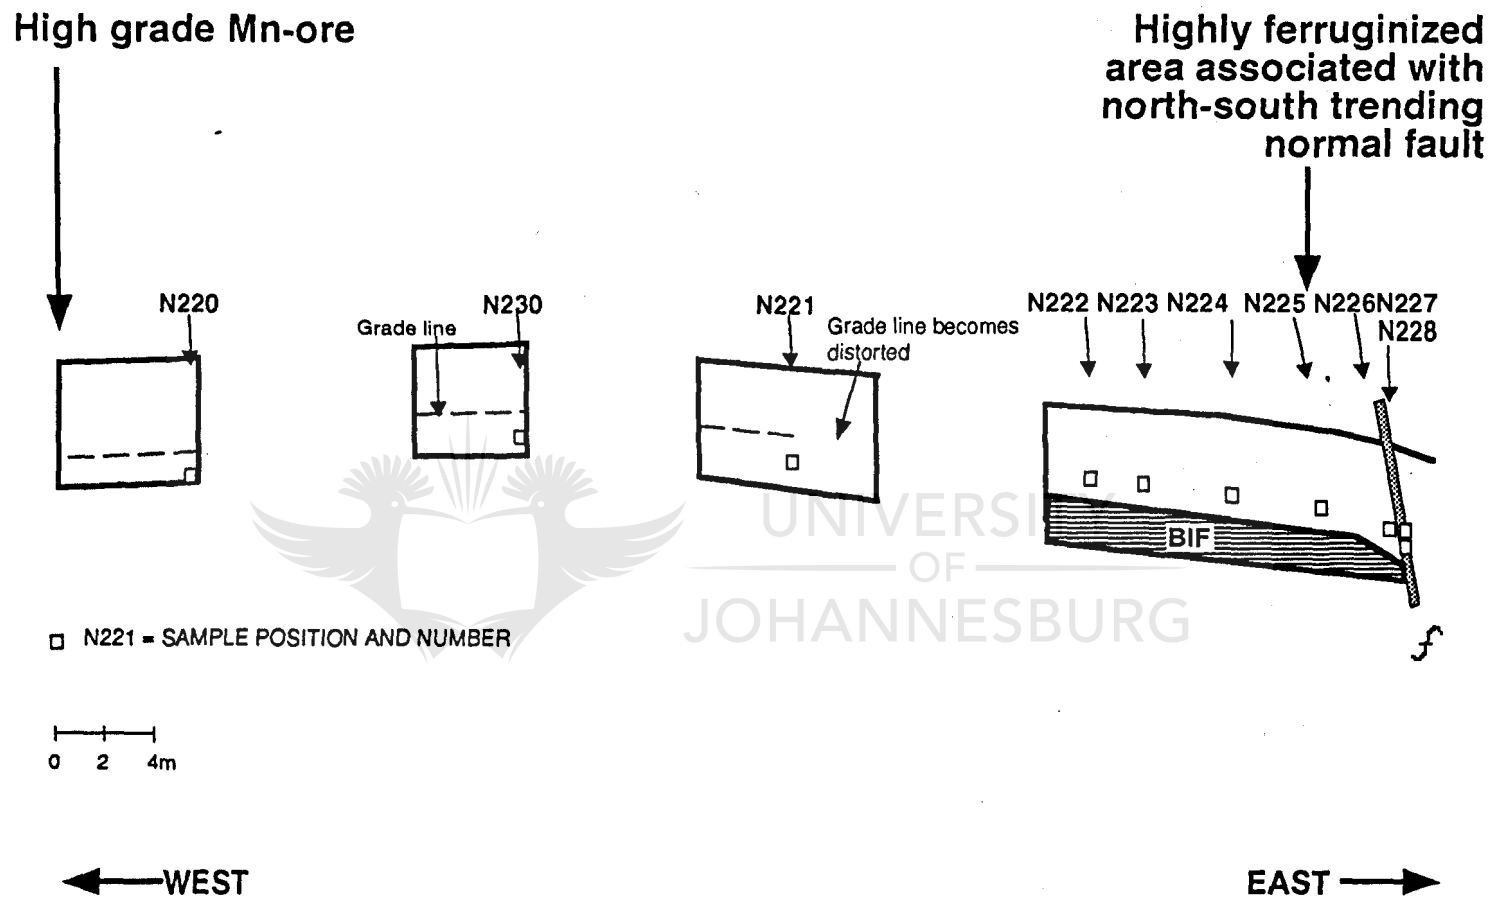 High grade Mn-ore
Highly ferruginized
area associated with
north-south trending
normal fault
N220
N230
Grade line
N221
Grade line becomes
distorted
N222 N223 N224 N225 N226N227
N228
BIF
UNIVERSITY
OF
JOHANNESBURG
f
N221 = SAMPLE POSITION AND NUMBER
0 2 4m
WEST
EAST